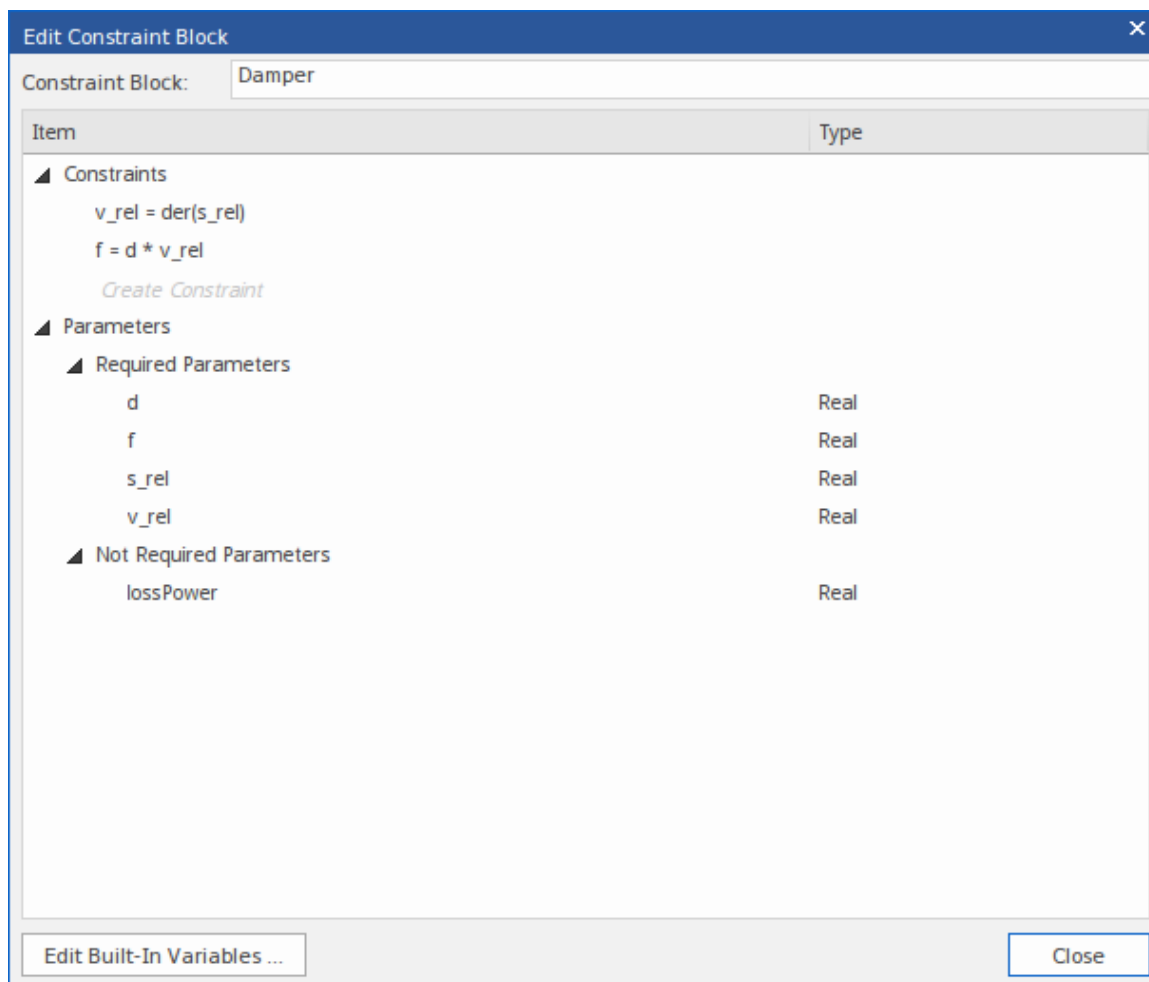 Edit Constraint Block
Constraint Block: Damper
Item Type
Constraints
v_rel = der(s_rel)
f = d * v_rel
Create Constraint
Parameters
Required Parameters
d Real
f Real
s_rel Real
v_rel Real
Not Required Parameters
lossPower Real
Edit Built-In Variables ... Close